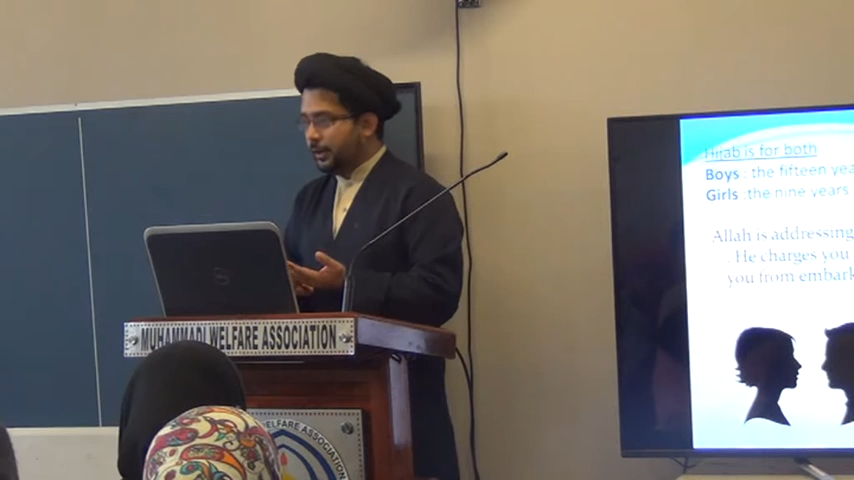 MUHAMMADI WELFARE ASSOCIATION
WELFARE ASSOCIATION
Hijab is for both
Boys : the fifteen yea
Girls :the nine years
Allah is addressing
. He charges you
you from embark